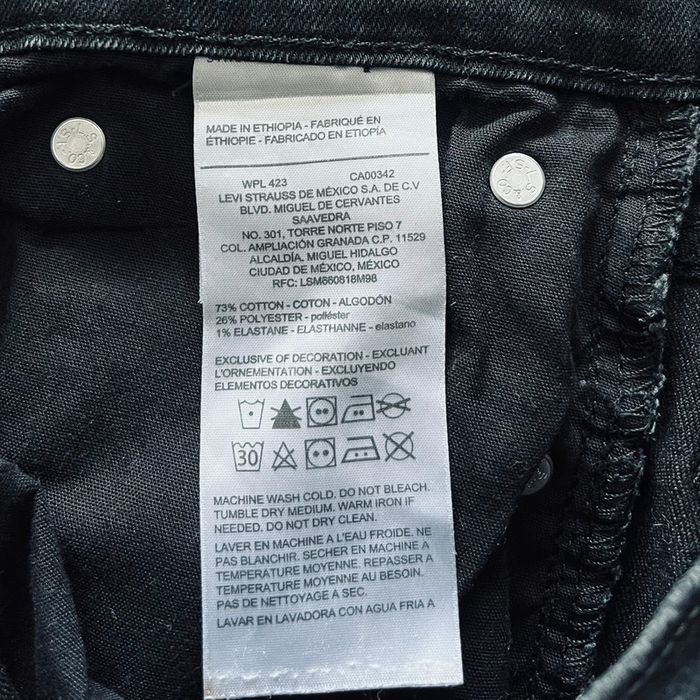 MADE IN ETHIOPIA - FABRIQUÉ EN
ÉTHIOPIE - FABRICADO EN ETIOPÍA
WPL 423 CA00342
LEVI STRAUSS DE MÉXICO S.A. DE C.V
BLVD. MIGUEL DE CERVANTES
SAAVEDRA
NO. 301, TORRE NORTE PISO 7
COL. AMPLIACIÓN GRANADA C.P. 11529
ALCALDÍA. MIGUEL HIDALGO
CIUDAD DE MÉXICO, MÉXICO
RFC: LSM660818M98
73% COTTON - COTON - ALGODÓN
26% POLYESTER - poliéster
1% ELASTANE - ELASTHANNE - elastano
EXCLUSIVE OF DECORATION - EXCLUANT
L'ORNEMENTATION - EXCLUYENDO
ELEMENTOS DECORATIVOS
30
MACHINE WASH COLD. DO NOT BLEACH.
TUMBLE DRY MEDIUM. WARM IRON IF
NEEDED. DO NOT DRY CLEAN.
LAVER EN MACHINE A L'EAU FROIDE. NE
PAS BLANCHIR. SECHER EN MACHINE A
TEMPERATURE MOYENNE. REPASSER A
TEMPERATURE MOYENNE AU BESOIN.
PAS DE NETTOYAGE A SEC.
LAVAR EN LAVADORA CON AGUA FRIA A